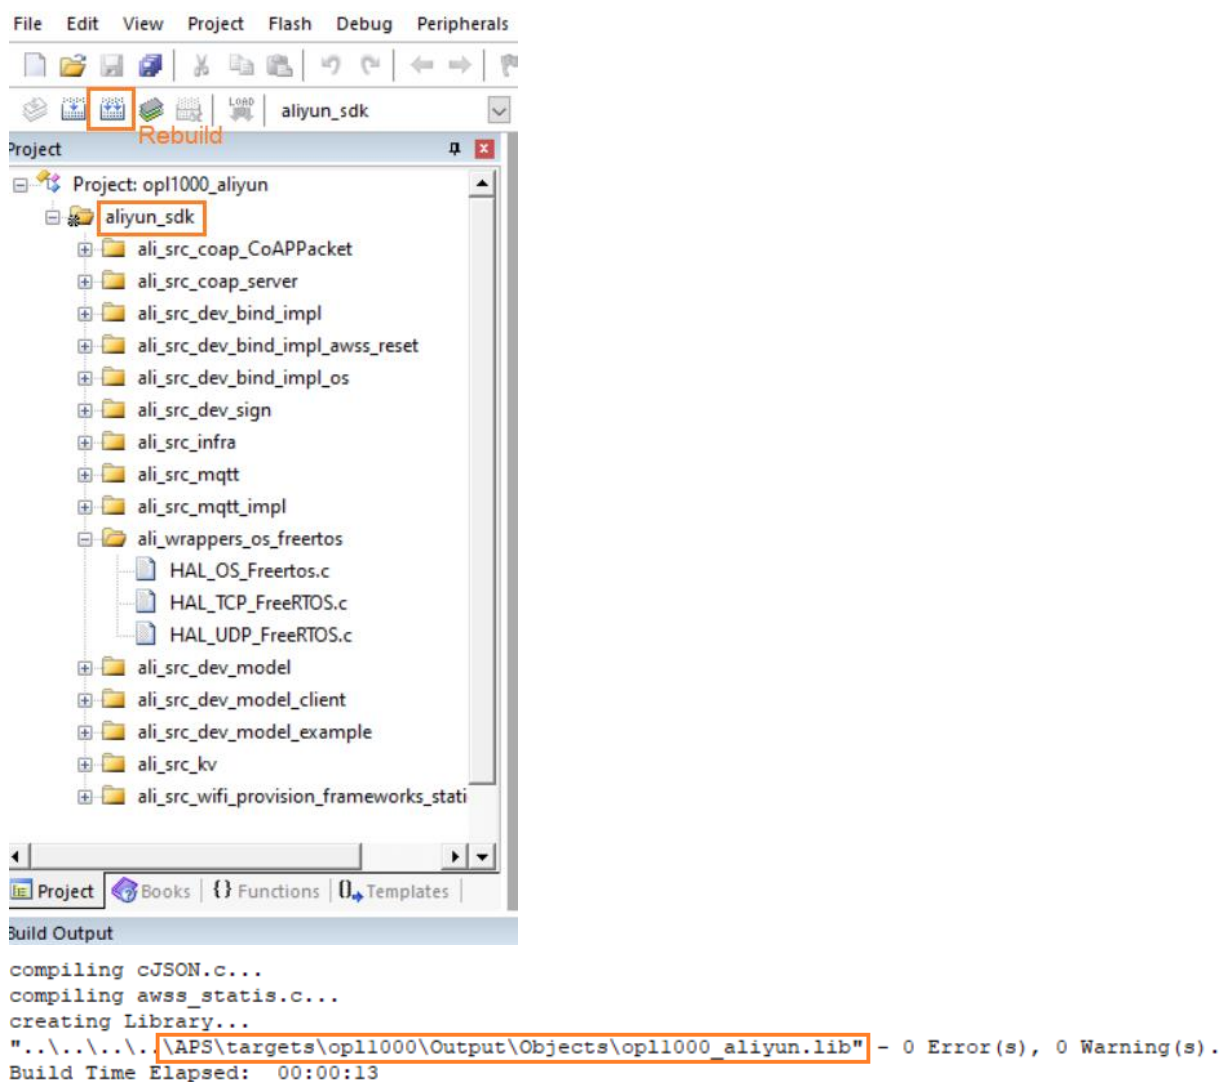 File Edit View Project Flash Debug Peripherals
LOAD aliyun_sdk
Rebuild
Project
Project: opl1000_aliyun
aliyun_sdk
ali_src_coap_CoAPPacket
ali_src_coap_server
ali_src_dev_bind_impl
ali_src_dev_bind_impl_awss_reset
ali_src_dev_bind_impl_os
ali_src_dev_sign
ali_src_infra
ali_src_mqtt
ali_src_mqtt_impl
ali_wrappers_os_freertos
HAL_OS_Freertos.c
HAL_TCP_FreeRTOS.c
HAL_UDP_FreeRTOS.c
ali_src_dev_model
ali_src_dev_model_client
ali_src_dev_model_example
ali_src_kv
ali_src_wifi_provision_frameworks_stati
Project Books {} Functions 0 Templates
Build Output
compiling cJSON.c...
compiling awss_statis.c...
creating Library...
"..\..\..\..\APS\targets\opl1000\Output\Objects\opl1000_aliyun.lib" - 0 Error(s), 0 Warning(s).
Build Time Elapsed: 00:00:13